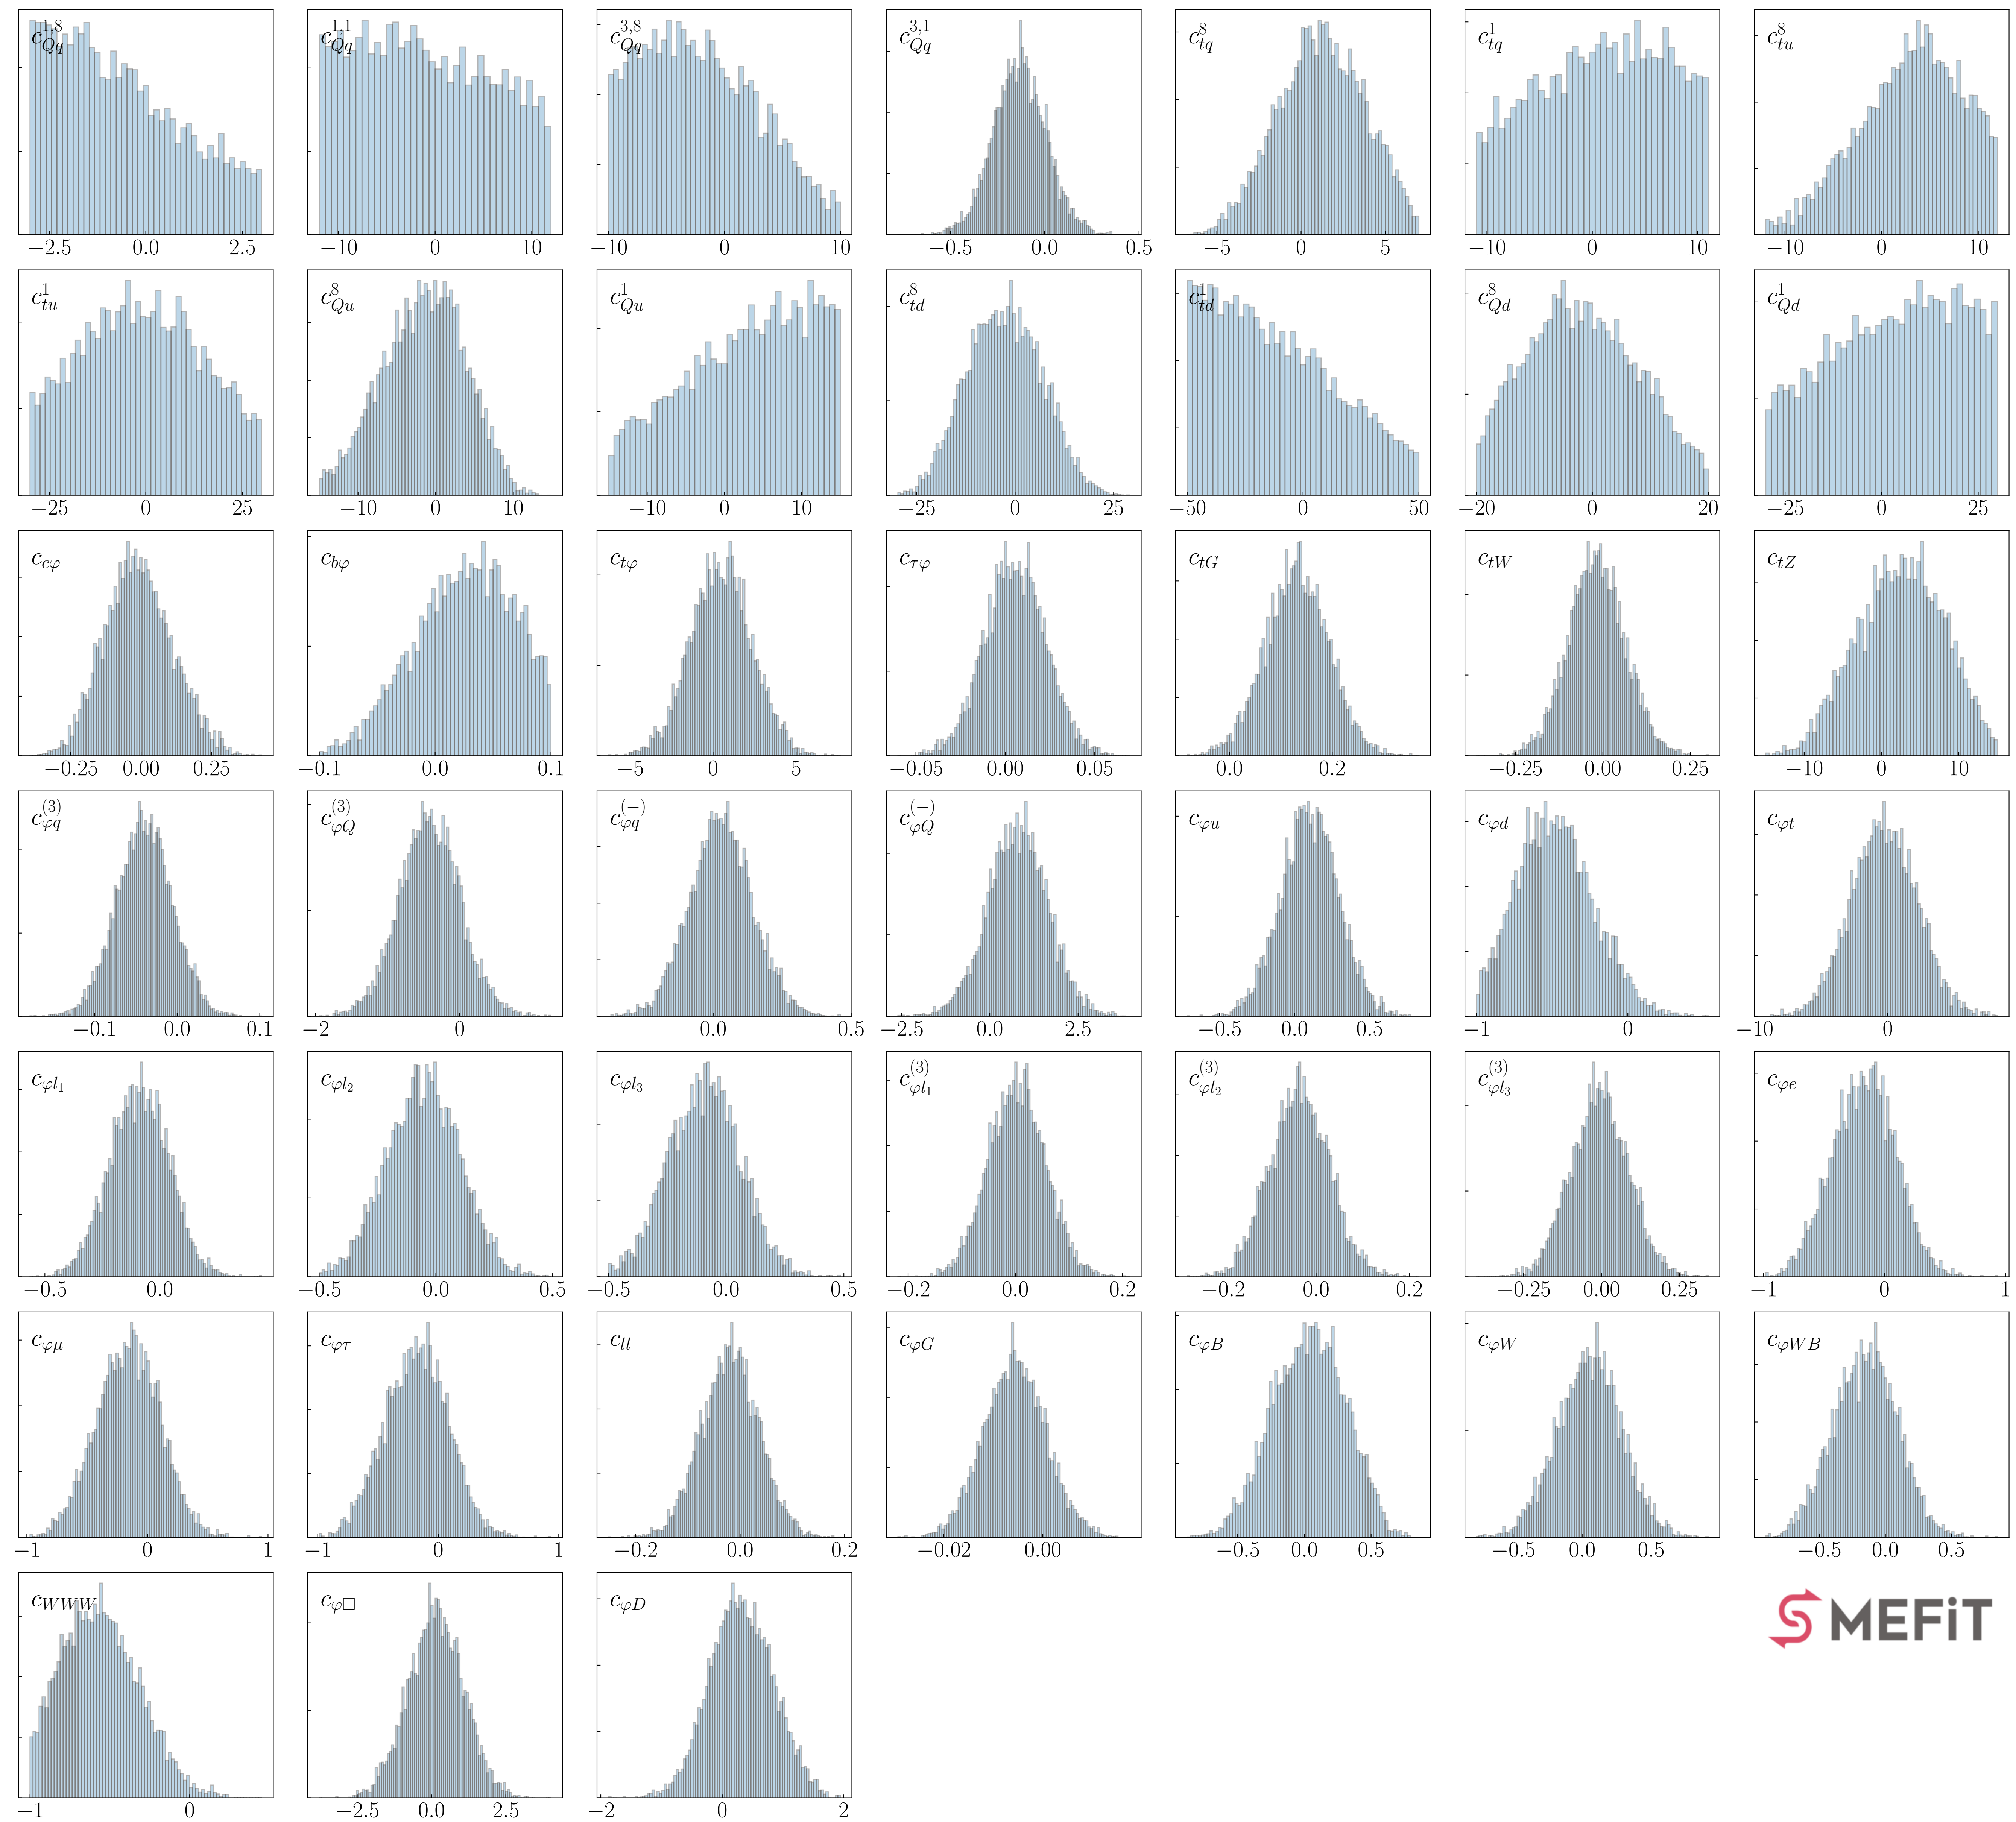 c_{Qq}^{1,8} c_{Qq}^{1,1} c_{Qq}^{3,8} c_{Qq}^{3,1} c_{tq}^{8} c_{tq}^{1} c_{tu}^{8}
−2.5 0.0 2.5 −10 0 10 −10 0 10 −0.5 0.0 0.5 −5 0 5 −10 0 10 −10 0 10
c_{tu}^{1} c_{Qu}^{8} c_{Qu}^{1} c_{td}^{8} c_{td}^{1} c_{Qd}^{8} c_{Qd}^{1}
−25 0 25 −10 0 10 −10 0 10 −25 0 25 −50 0 50 −20 0 20 −25 0 25
c_{cφ} c_{bφ} c_{tφ} c_{τφ} c_{tG} c_{tW} c_{tZ}
−0.25 0.00 0.25 −0.1 0.0 0.1 −5 0 5 −0.05 0.00 0.05 0.0 0.2 −0.25 0.00 0.25 −10 0 10
c_{φq}^{(3)} c_{φQ}^{(3)} c_{φq}^{(−)} c_{φQ}^{(−)} c_{φu} c_{φd} c_{φt}
−0.1 0.0 0.1 −2 0 0.0 0.5 −2.5 0.0 2.5 −0.5 0.0 0.5 −1 0 −10 0
c_{φl_1} c_{φl_2} c_{φl_3} c_{φl_1}^{(3)} c_{φl_2}^{(3)} c_{φl_3}^{(3)} c_{φe}
−0.5 0.0 −0.5 0.0 0.5 −0.5 0.0 0.5 −0.2 0.0 0.2 −0.2 0.0 0.2 −0.25 0.00 0.25 −1 0 1
c_{φμ} c_{φτ} c_{ll} c_{φG} c_{φB} c_{φW} c_{φWB}
−1 0 1 −1 0 1 −0.2 0.0 0.2 −0.02 0.00 −0.5 0.0 0.5 −0.5 0.0 0.5 −0.5 0.0 0.5
c_{WWW} c_{φ□} c_{φD} SMEFiT
−1 0 −2.5 0.0 2.5 −2 0 2